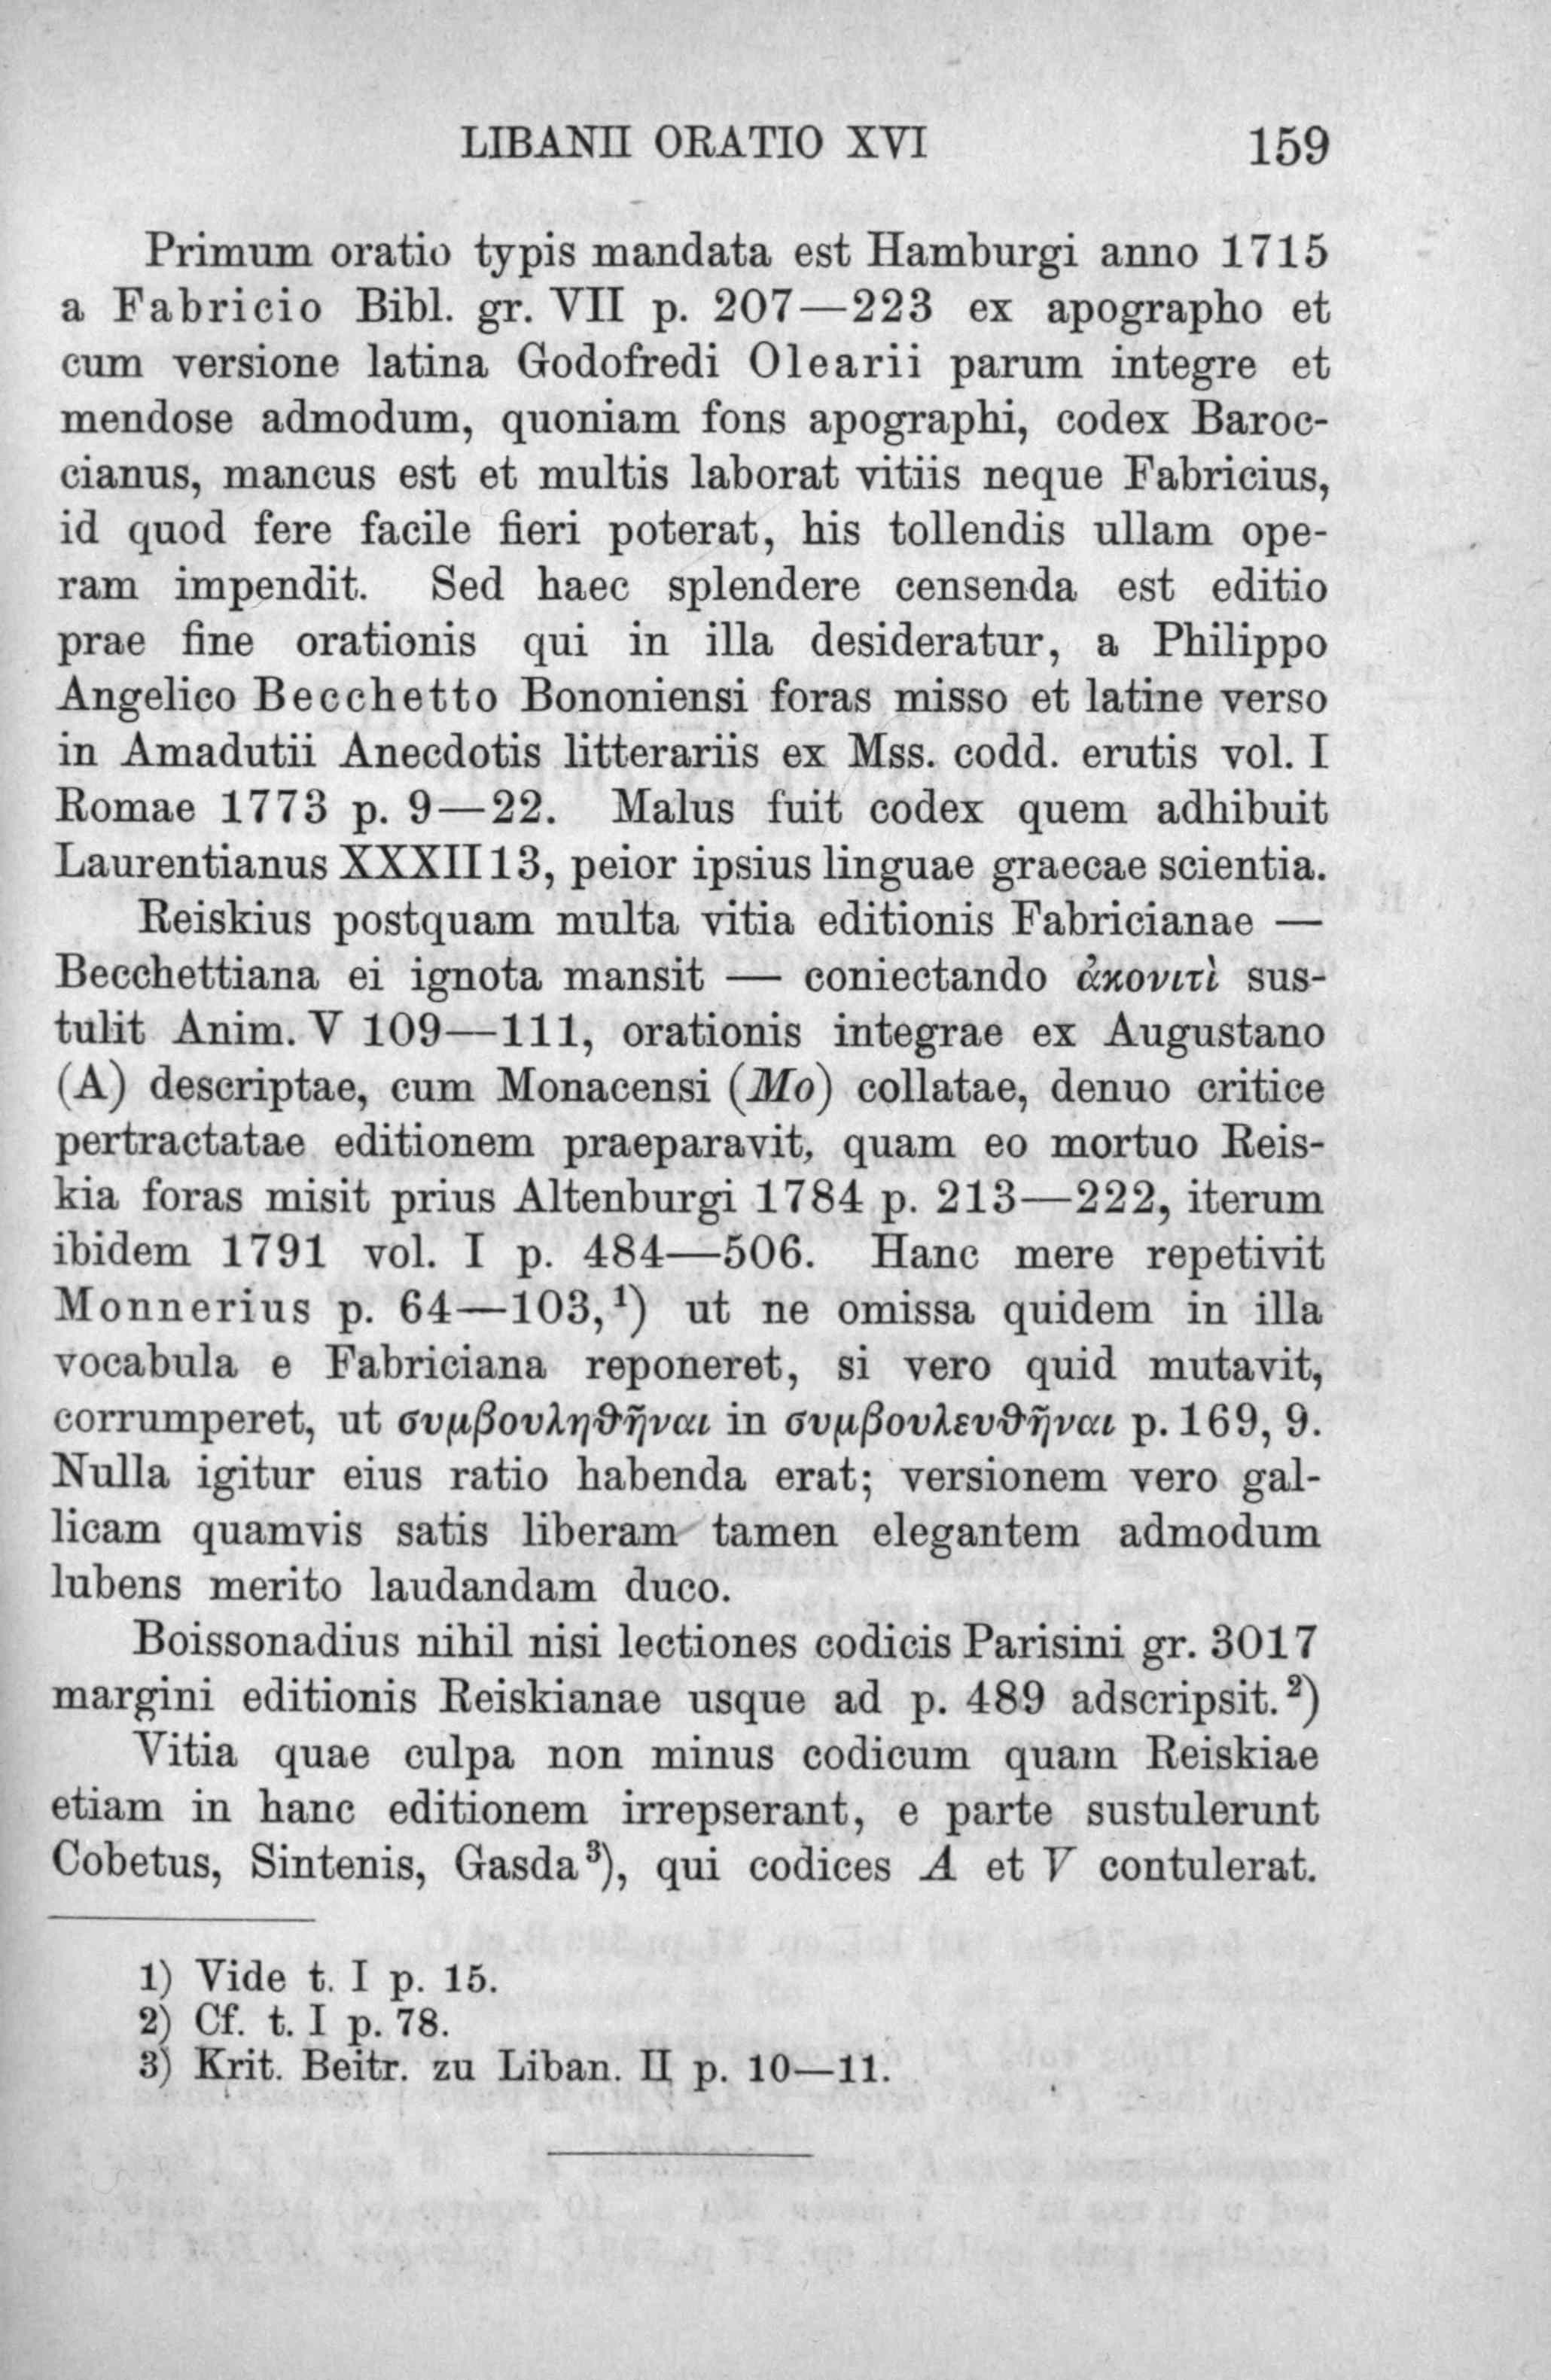 LIBANII ORATIO XVI 159
Primum oratio typis mandata est Hamburgi anno 1715
a Fabricio Bibl. gr. VII p. 207—223 ex apographo et
cum versione latina Godofredi Olearii parum integre et
mendose admodum, quoniam fons apographi, codex Baroc-
cianus, mancus est et multis laborat vitiis neque Fabricius,
id quod fere facile fieri poterat, his tollendis ullam ope-
ram impendit. Sed haec splendere censenda est editio
prae fine orationis qui in illa desideratur, a Philippo
Angelico Becchetto Bononiensi foras misso et latine verso
in Amadutii Anecdotis litterariis ex Mss. codd. erutis vol. I
Romae 1773 p. 9—22. Malus fuit codex quem adhibuit
Laurentianus XXXII 13, peior ipsius linguae graecae scientia.
Reiskius postquam multa vitia editionis Fabricianae —
Becchettiana ei ignota mansit — coniectando ἀκονιτὶ sus-
tulit Anim. V 109—111, orationis integrae ex Augustano
(A) descriptae, cum Monacensi (Mo) collatae, denuo critice
pertractatae editionem praeparavit, quam eo mortuo Reis-
kia foras misit prius Altenburgi 1784 p. 213—222, iterum
ibidem 1791 vol. I p. 484—506. Hanc mere repetivit
Monnerius p. 64—103,¹) ut ne omissa quidem in illa
vocabula e Fabriciana reponeret, si vero quid mutavit,
corrumperet, ut συμβουληϑῆναι in συμβουλευϑῆναι p. 169, 9.
Nulla igitur eius ratio habenda erat; versionem vero gal-
licam quamvis satis liberam tamen elegantem admodum
lubens merito laudandam duco.
Boissonadius nihil nisi lectiones codicis Parisini gr. 3017
margini editionis Reiskianae usque ad p. 489 adscripsit.²)
Vitia quae culpa non minus codicum quam Reiskiae
etiam in hanc editionem irrepserant, e parte sustulerunt
Cobetus, Sintenis, Gasda³), qui codices A et V contulerat.
1) Vide t. I p. 15.
2) Cf. t. I p. 78.
3) Krit. Beitr. zu Liban. II p. 10—11.